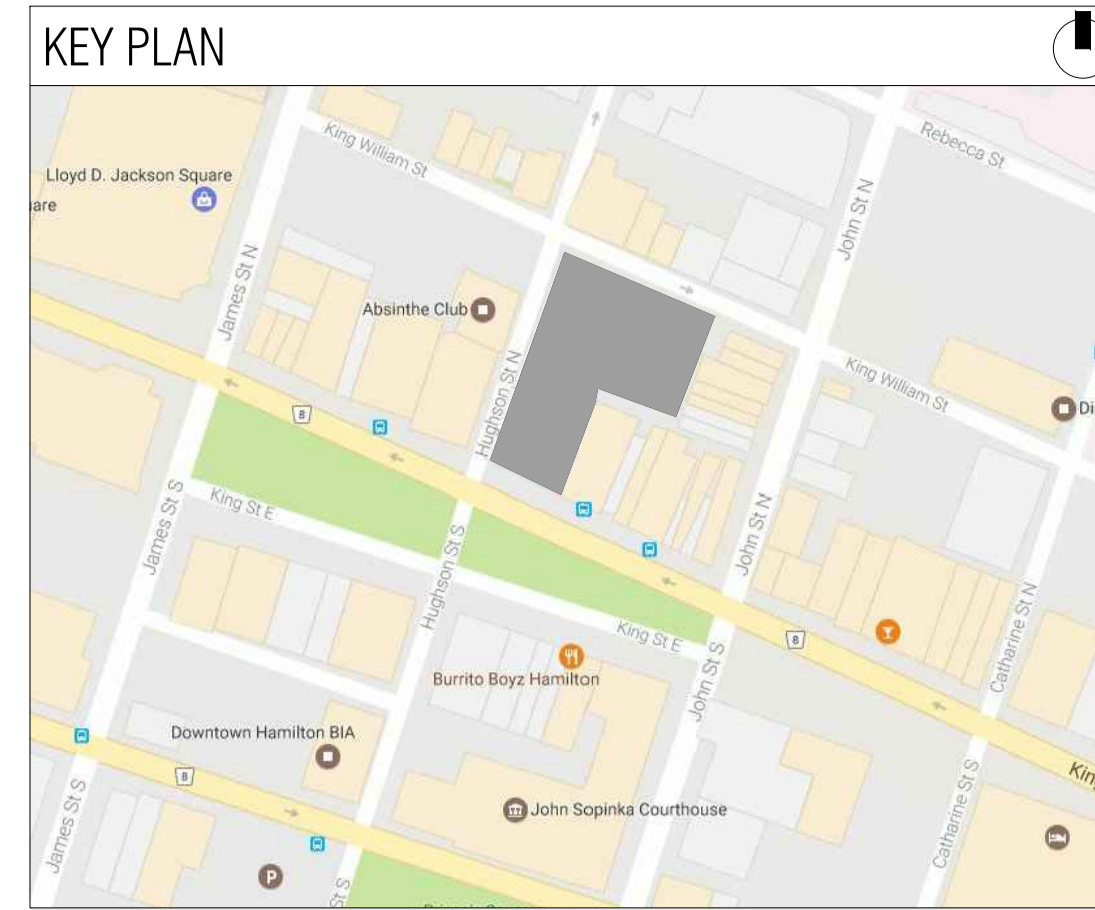 KEY PLAN
Rebecca St
King William St
Lloyd D. Jackson Square
are
John St N
James St N
Absinthe Club
King William St
Hughson St N
8
Di
King St E
James St S
John St N
Hughson St S
Catharine St N
King St E
8
Burrito Boyz Hamilton
John St S
Downtown Hamilton BIA
8
King
James St S
John Sopinka Courthouse
Catharine St S
P
St S